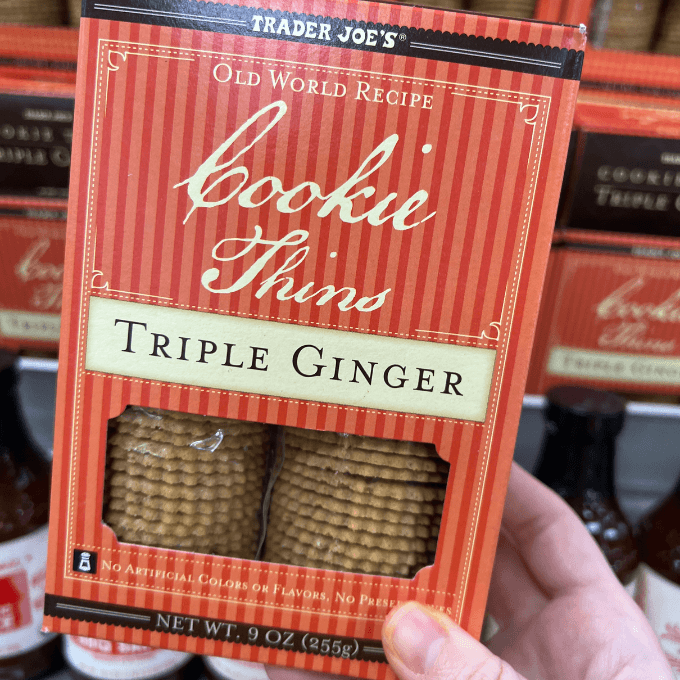 TRADER JOE'S®
OLD WORLD RECIPE
Cookie
Thins
TRIPLE GINGER
NO ARTIFICIAL COLORS OR FLAVORS, NO
NET WT. 9 OZ (255g)